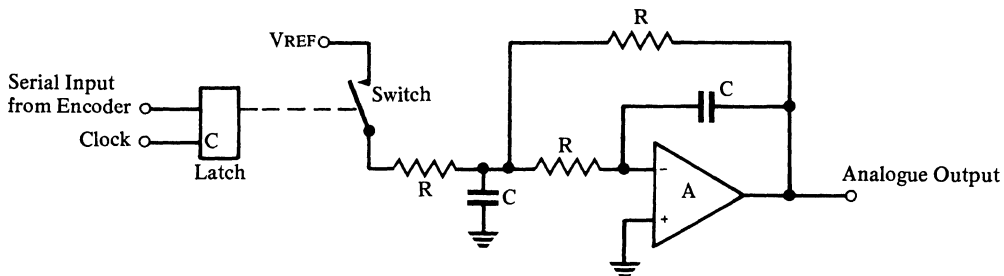 R
VREF
Serial Input
from Encoder
Switch
C
R
Clock
C
Latch
R
C
A
-
+
Analogue Output